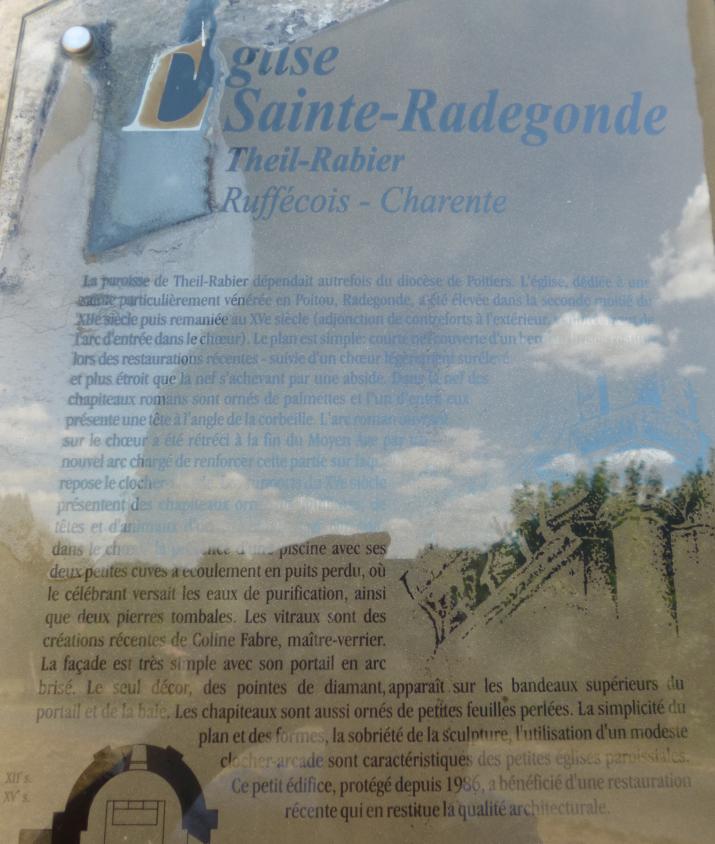 glise
Sainte-Radegonde
Theil-Rabier
Ruffécois - Charente
La paroisse de Theil-Rabier dépendait autrefois du diocèse de Poitiers. L'église, dédiée à une
sainte particulièrement vénérée en Poitou, Radegonde, a été élevée dans la seconde moitié du
XIIe siècle puis remaniée au XVe siècle (adjonction de contreforts à l'extérieur,
l'arc d'entrée dans le chœur). Le plan est simple: courte nef couverte d'un
lors des restaurations récentes - suivie d'un chœur légèrement surélevé
et plus étroit que la nef s'achevant par une abside. Dans la nef des
chapiteaux romans sont ornés de palmettes et l'un d'entre eux
présente une tête à l'angle de la corbeille. L'arc roman ouvrant
sur le chœur a été rétréci à la fin du Moyen Age par un
nouvel arc chargé de renforcer cette partie sur laquelle
repose le clocher du XVe siècle
présentent des chapiteaux de
têtes et d'animaux
dans le chœur la présence d'une piscine avec ses
deux petites cuves à écoulement en puits perdu, où
le célébrant versait les eaux de purification, ainsi
que deux pierres tombales. Les vitraux sont des
créations récentes de Coline Fabre, maître-verrier.
La façade est très simple avec son portail en arc
brisé. Le seul décor, des pointes de diamant, apparaît sur les bandeaux supérieurs du
portail et de la baie. Les chapiteaux sont aussi ornés de petites feuilles perlées. La simplicité du
plan et des formes, la sobriété de la sculpture, l'utilisation d'un modeste
clocher-arcade sont caractéristiques des petites églises paroissiales.
Ce petit édifice, protégé depuis 1986, a bénéficié d'une restauration
récente qui en restitue la qualité architecturale.
XIIe s.
XVe s.